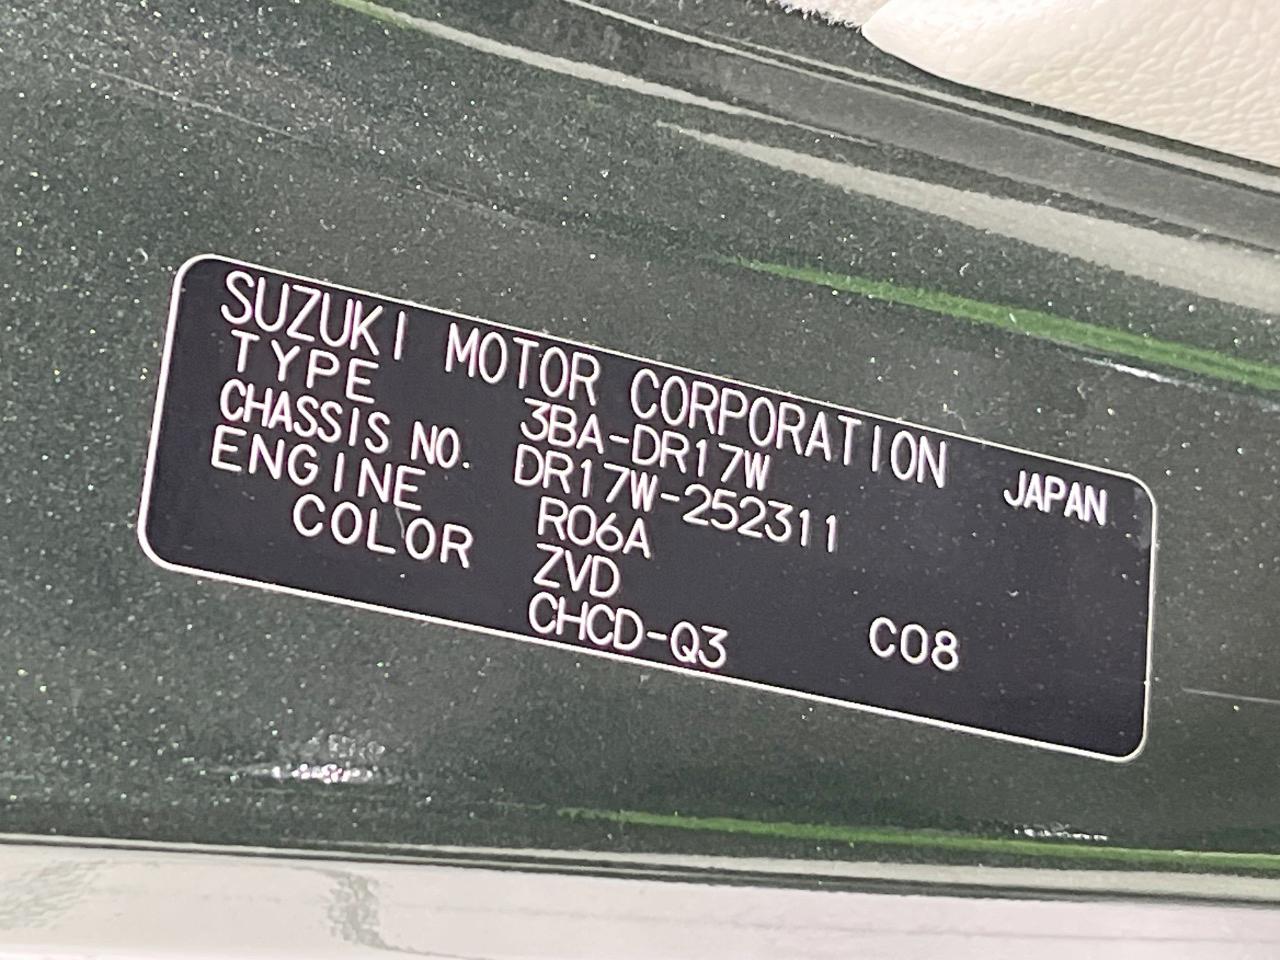 SUZUKI MOTOR CORPORATION JAPAN
TYPE 3BA-DR17W
CHASSIS NO. DR17W-252311
ENGINE R06A
COLOR ZVD
CHCD-Q3 C08